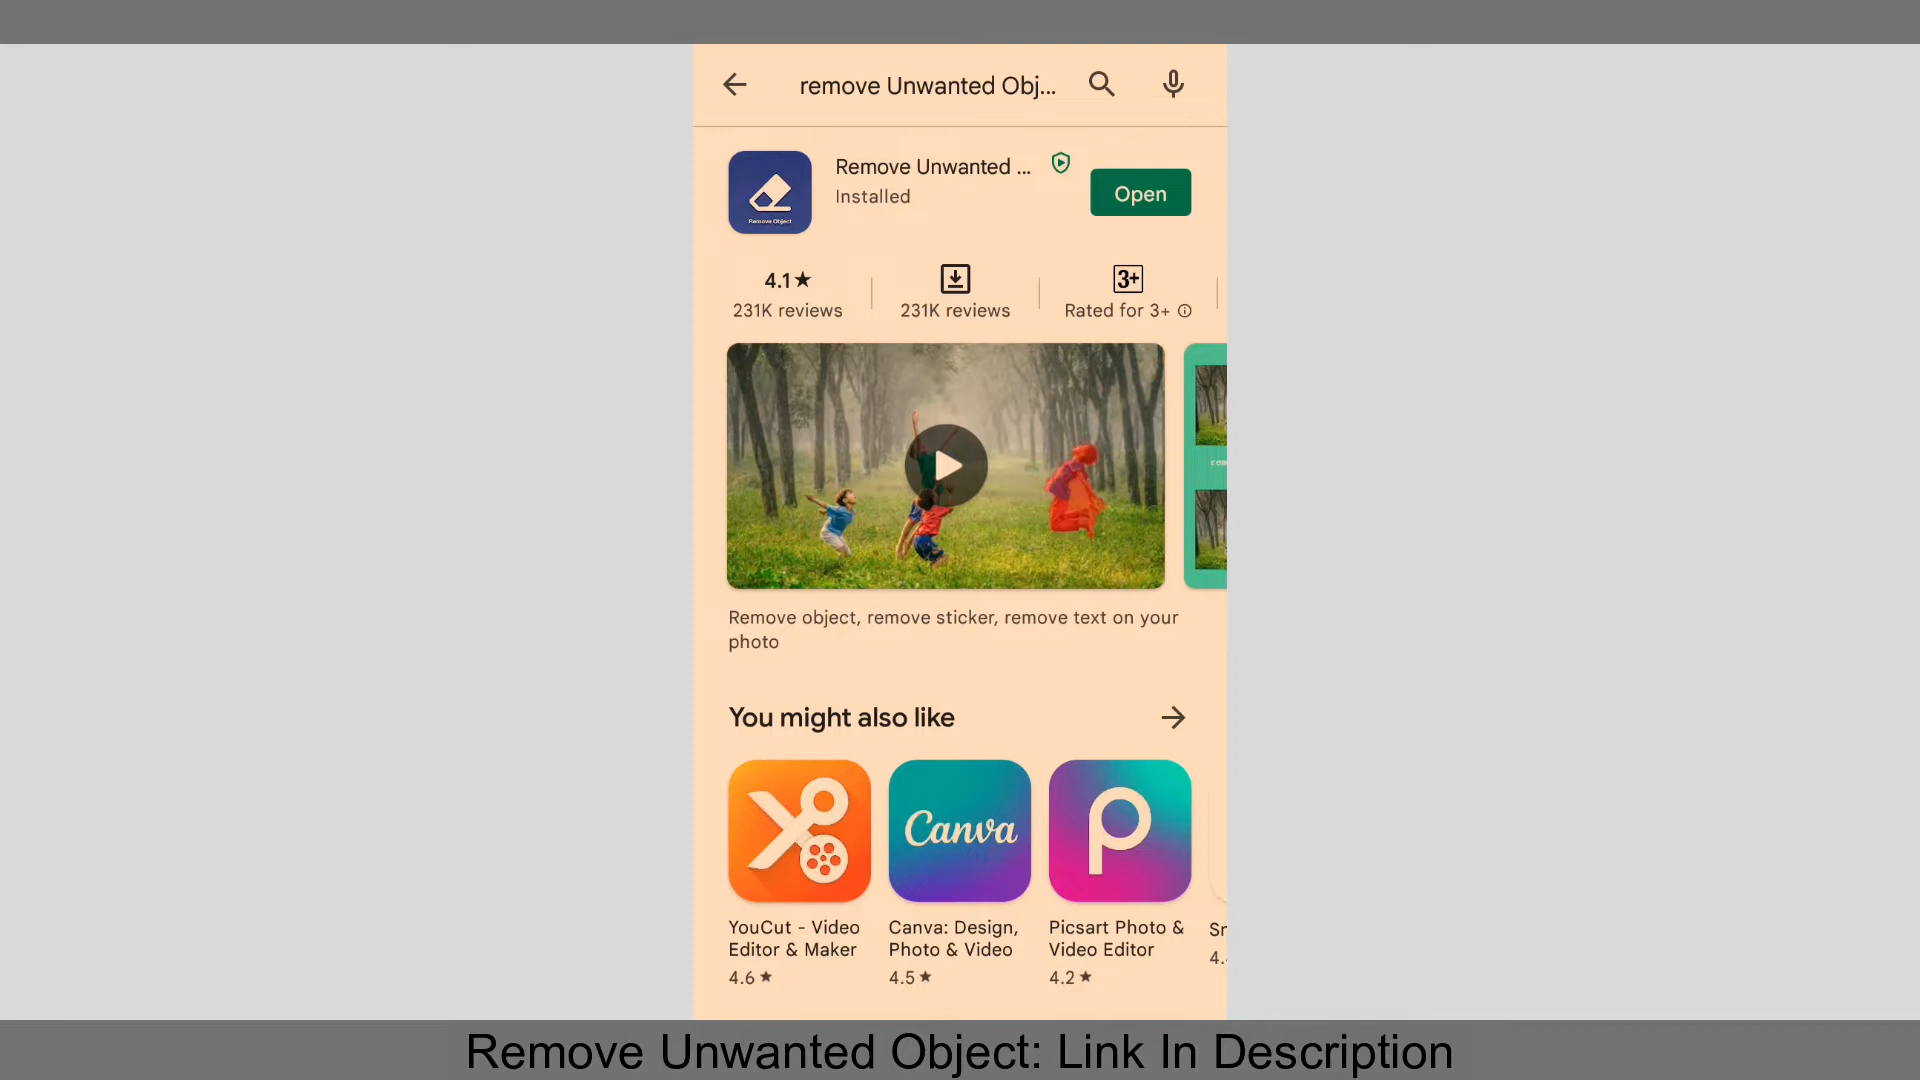 remove Unwanted Obj...
Remove Unwanted ...
Installed
Open
Remove Object
4.1★
231K reviews
231K reviews
3+
Rated for 3+
Remove object, remove sticker, remove text on your
photo
You might also like
Canva
YouCut - Video
Editor & Maker
4.6 ★
Canva: Design,
Photo & Video
4.5 ★
Picsart Photo &
Video Editor
4.2 ★
Remove Unwanted Object: Link In Description